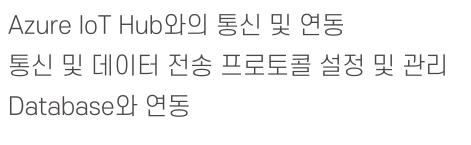 Azure IoT Hub와의 통신 및 연동
통신 및 데이터 전송 프로토콜 설정 및 관리
Database와 연동